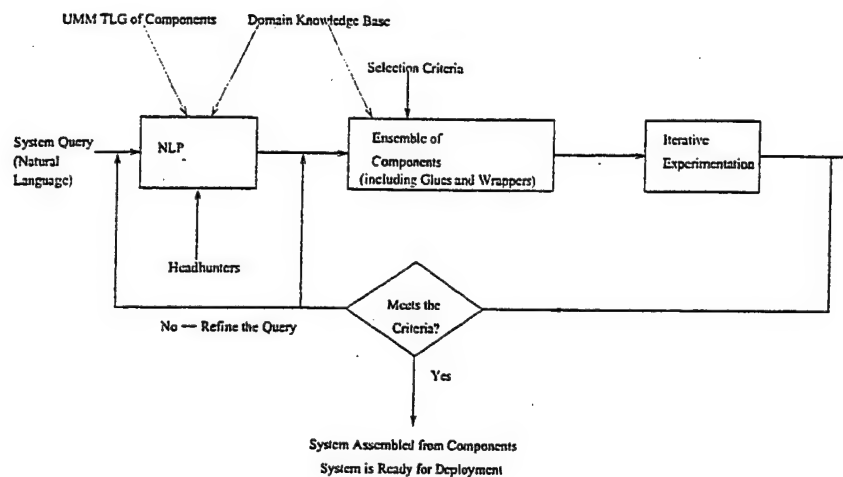 UMM TLG of Components
Domain Knowledge Base
Selection Criteria
System Query
(Natural
Language)
NLP
Ensemble of
Components
(including Glues and Wrappers)
Iterative
Experimentation
Headhunters
Meets the
Criteria?
No — Refine the Query
Yes
System Assembled from Components
System is Ready for Deployment